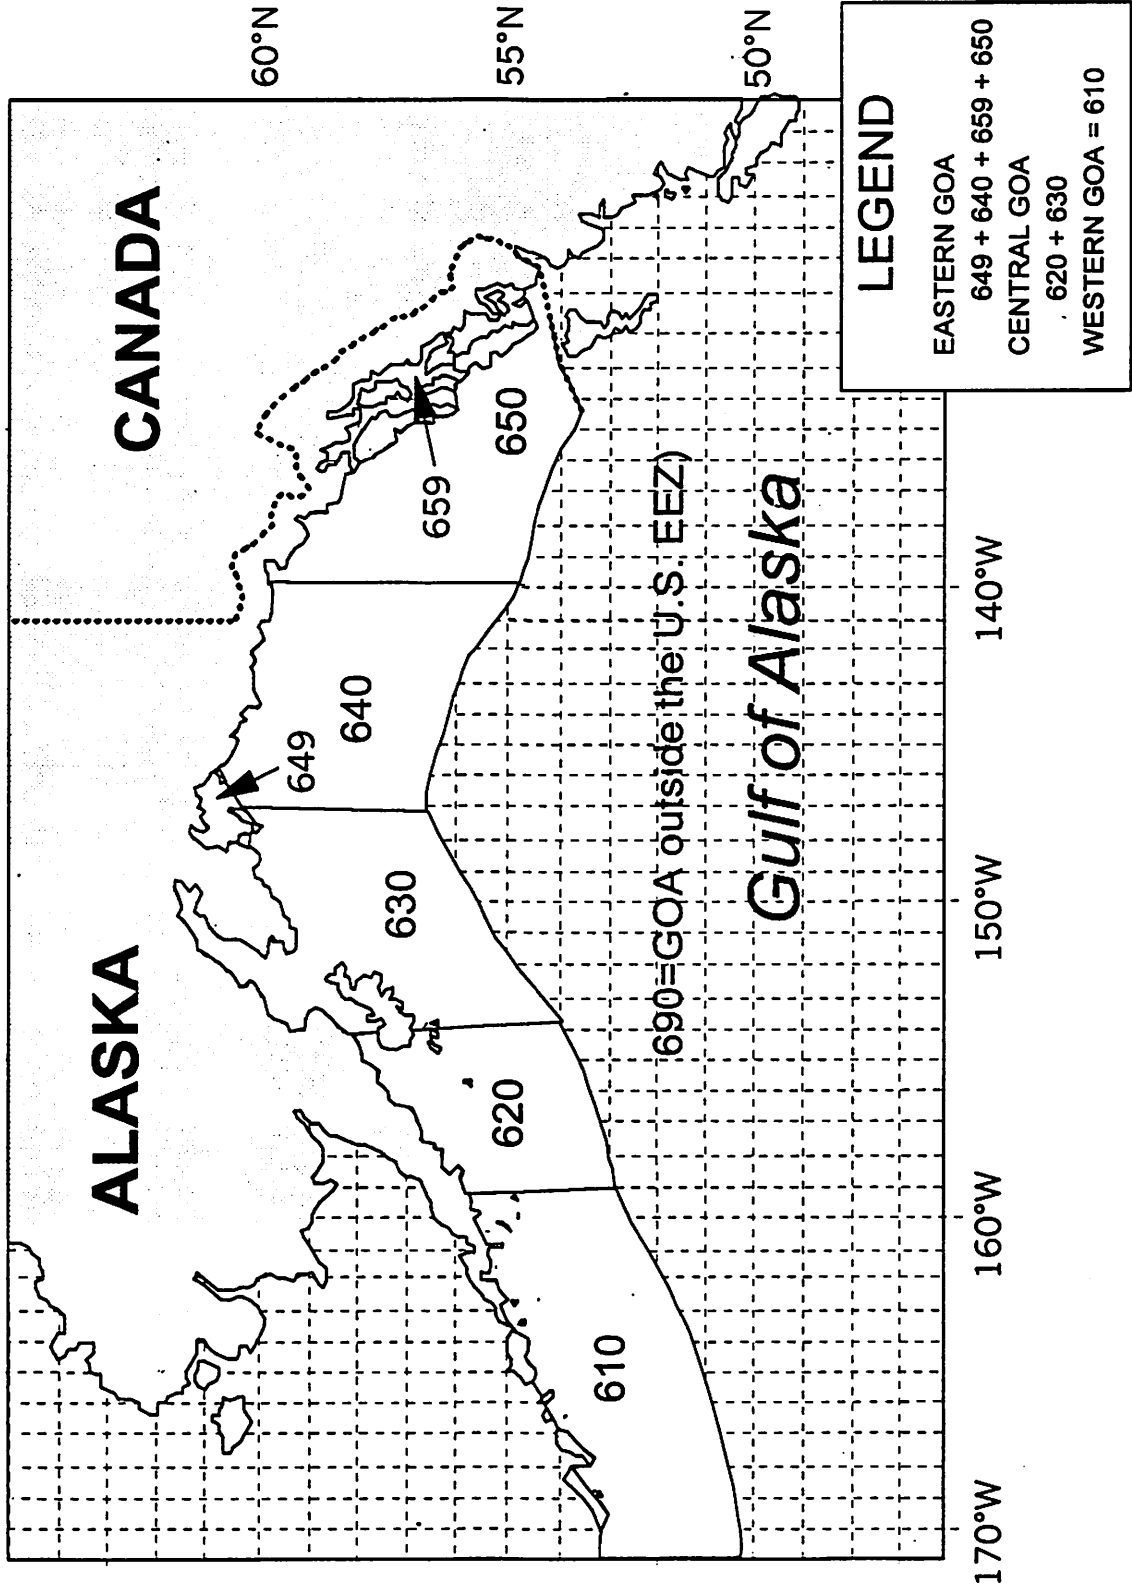 CANADA
ALASKA
60°N
55°N
50°N
649
640
659
650
630
620
610
690=GOA outside the U.S. EEZ)
Gulf of Alaska
170°W
160°W
150°W
140°W
LEGEND
EASTERN GOA
649 + 640 + 659 + 650
CENTRAL GOA
620 + 630
WESTERN GOA = 610